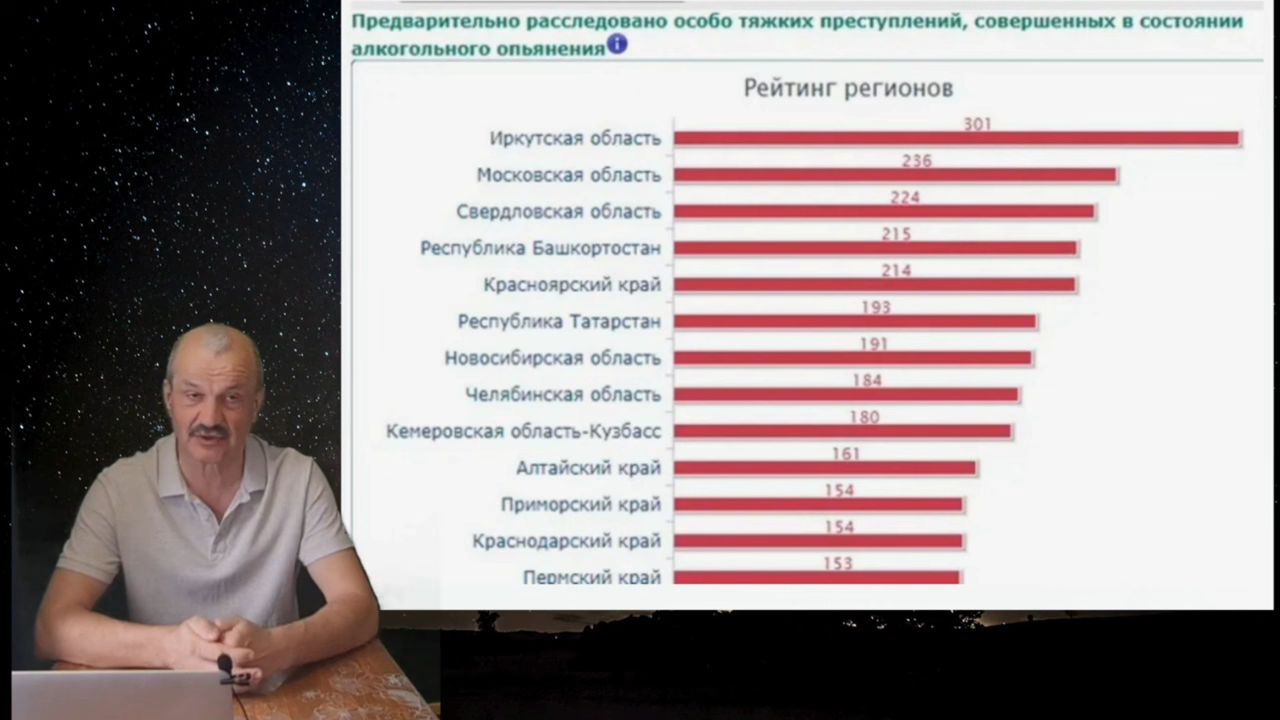 Предварительно расследовано особо тяжких преступлений, совершенных в состоянии
алкогольного опьянения i
Рейтинг регионов
Иркутская область 301
Московская область 236
Свердловская область 224
Республика Башкортостан 215
Красноярский край 214
Республика Татарстан 193
Новосибирская область 191
Челябинская область 184
Кемеровская область-Кузбасс 180
Алтайский край 161
Приморский край 154
Краснодарский край 154
Пермский край 153